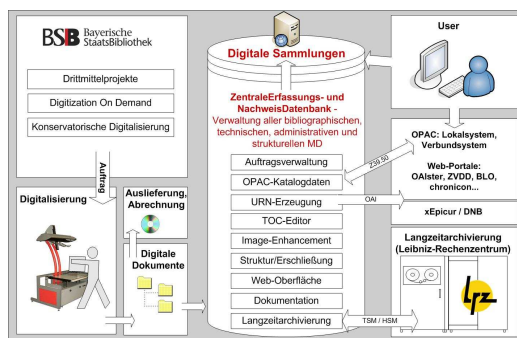 BSB Bayerische
StaatsBibliothek
Drittmittelprojekte
Digitization On Demand
Konservatorische Digitalisierung
Auftrag
Digitalisierung
Auslieferung,
Abrechnung
Digitale
Dokumente
Digitale Sammlungen
ZentraleErfassungs- und
NachweisDatenbank -
Verwaltung aller bibliographischen,
technischen, administrativen und
strukturellen MD
Auftragsverwaltung
OPAC-Katalogdaten
URN-Erzeugung
TOC-Editor
Image-Enhancement
Struktur/Erschließung
Web-Oberfläche
Dokumentation
Langzeitarchivierung
Z39.50
OAI
TSM / HSM
User
OPAC: Lokalsystem,
Verbundsystem
Web-Portale:
OAIster, ZVDD, BLO,
chronicon...
xEpicur / DNB
Langzeitarchivierung
(Leibniz-Rechenzentrum)
lrz